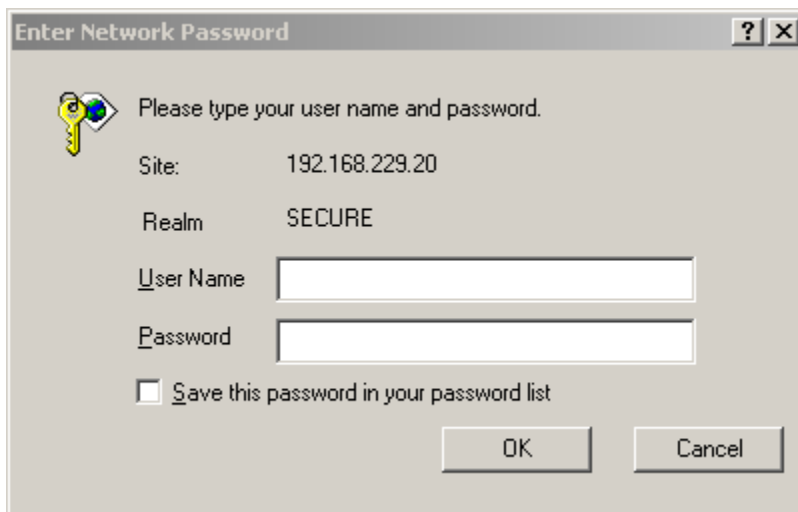 Enter Network Password
Please type your user name and password.
Site: 192.168.229.20
Realm SECURE
User Name
Password
Save this password in your password list
OK Cancel